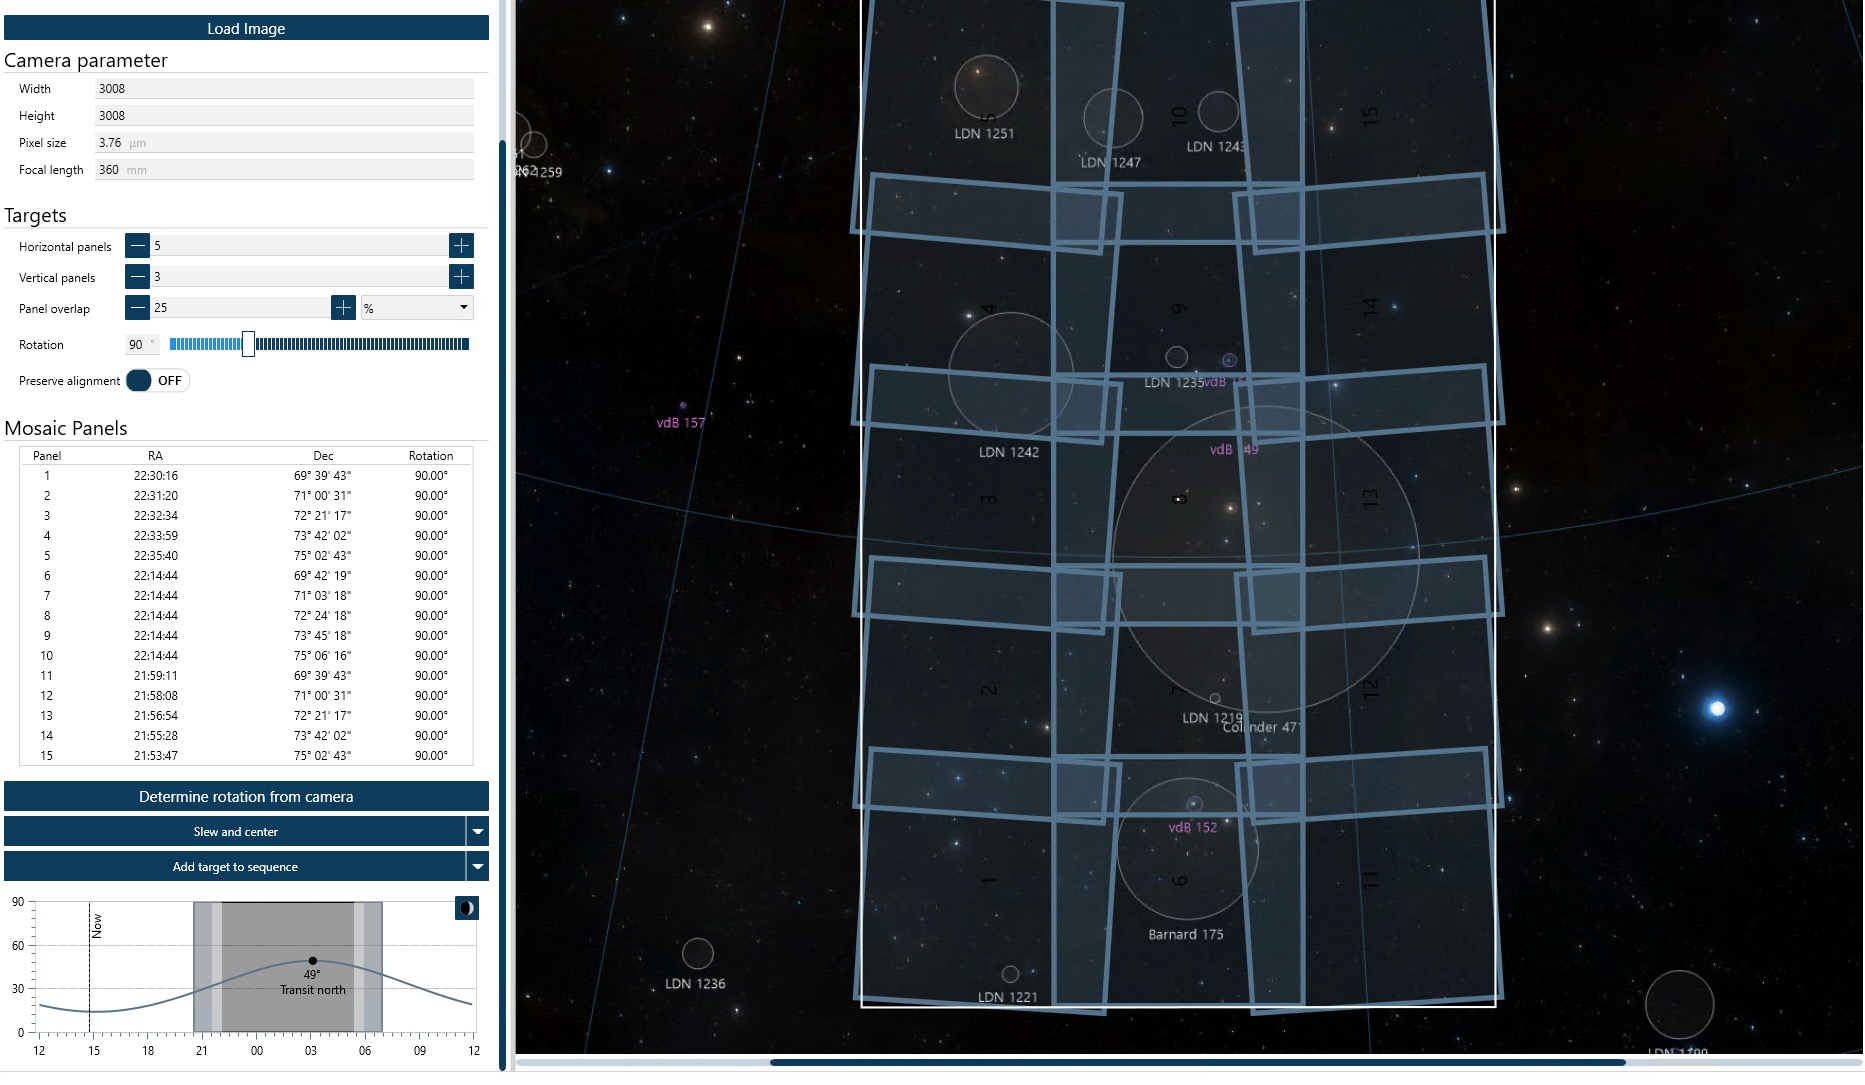 Load Image
Camera parameter
Width 3008
Height 3008
Pixel size 3.76 µm
Focal length 360 mm
Targets
Horizontal panels 5
Vertical panels 3
Panel overlap 25 %
Rotation 90 °
Preserve alignment OFF
Mosaic Panels
Panel RA Dec Rotation
1 22:30:16 69° 39' 43" 90.00°
2 22:31:20 71° 00' 31" 90.00°
3 22:32:34 72° 21' 17" 90.00°
4 22:33:59 73° 42' 02" 90.00°
5 22:35:40 75° 02' 43" 90.00°
6 22:14:44 69° 42' 19" 90.00°
7 22:14:44 71° 03' 18" 90.00°
8 22:14:44 72° 24' 18" 90.00°
9 22:14:44 73° 45' 18" 90.00°
10 22:14:44 75° 06' 16" 90.00°
11 21:59:11 69° 39' 43" 90.00°
12 21:58:08 71° 00' 31" 90.00°
13 21:56:54 72° 21' 17" 90.00°
14 21:55:28 73° 42' 02" 90.00°
15 21:53:47 75° 02' 43" 90.00°
Determine rotation from camera
Slew and center
Add target to sequence
90
60
30
0
Now
49°
Transit north
12 15 18 21 00 03 06 09 12
5 10 15
LDN 1251
LDN 1247
LDN 1243
1259
4 9 14
LDN 1235
vdB
vdB 157
LDN 1242
vdB 149
3 8 13
2 7 12
LDN 1219
Collinder 471
vdB 152
1 6 11
Barnard 175
LDN 1236
LDN 1221
LDN 1199